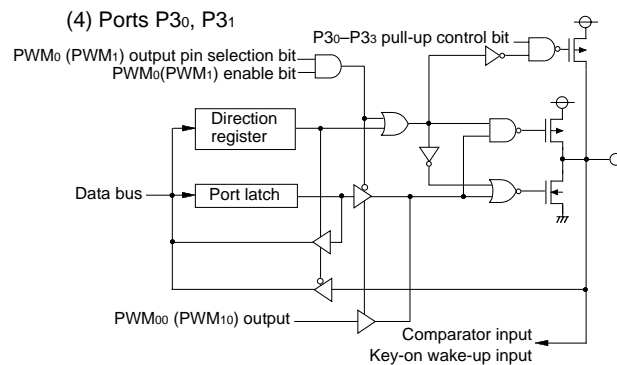 (4) Ports P3₀, P3₁
P3₀–P3₃ pull-up control bit
PWM₀ (PWM₁) output pin selection bit
PWM₀(PWM₁) enable bit
Direction
register
Data bus
Port latch
PWM₀₀ (PWM₁₀) output
Comparator input
Key-on wake-up input